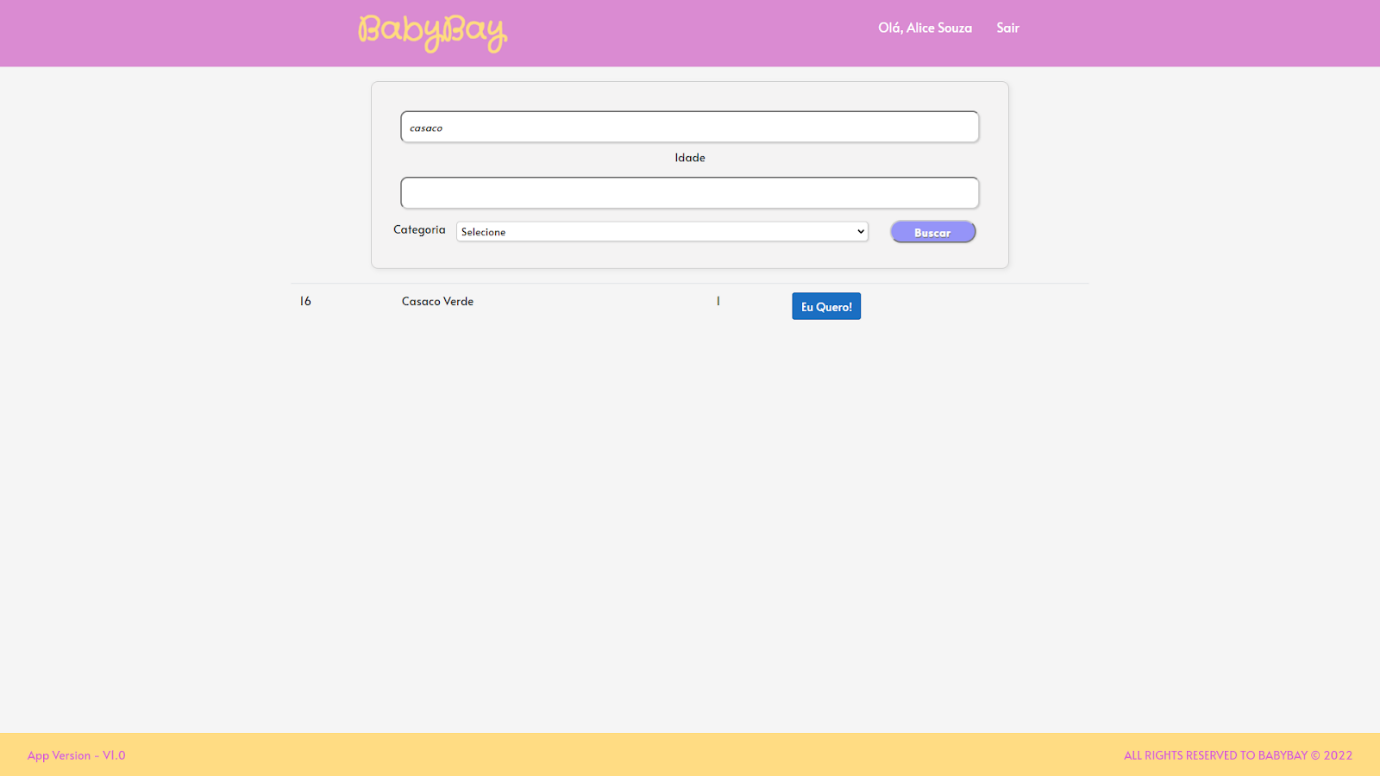 BabyBay
Olá, Alice Souza Sair
casaco
Idade
Categoria Selecione Buscar
16 Casaco Verde 1 Eu Quero!
App Version - V1.0 ALL RIGHTS RESERVED TO BABYBAY © 2022